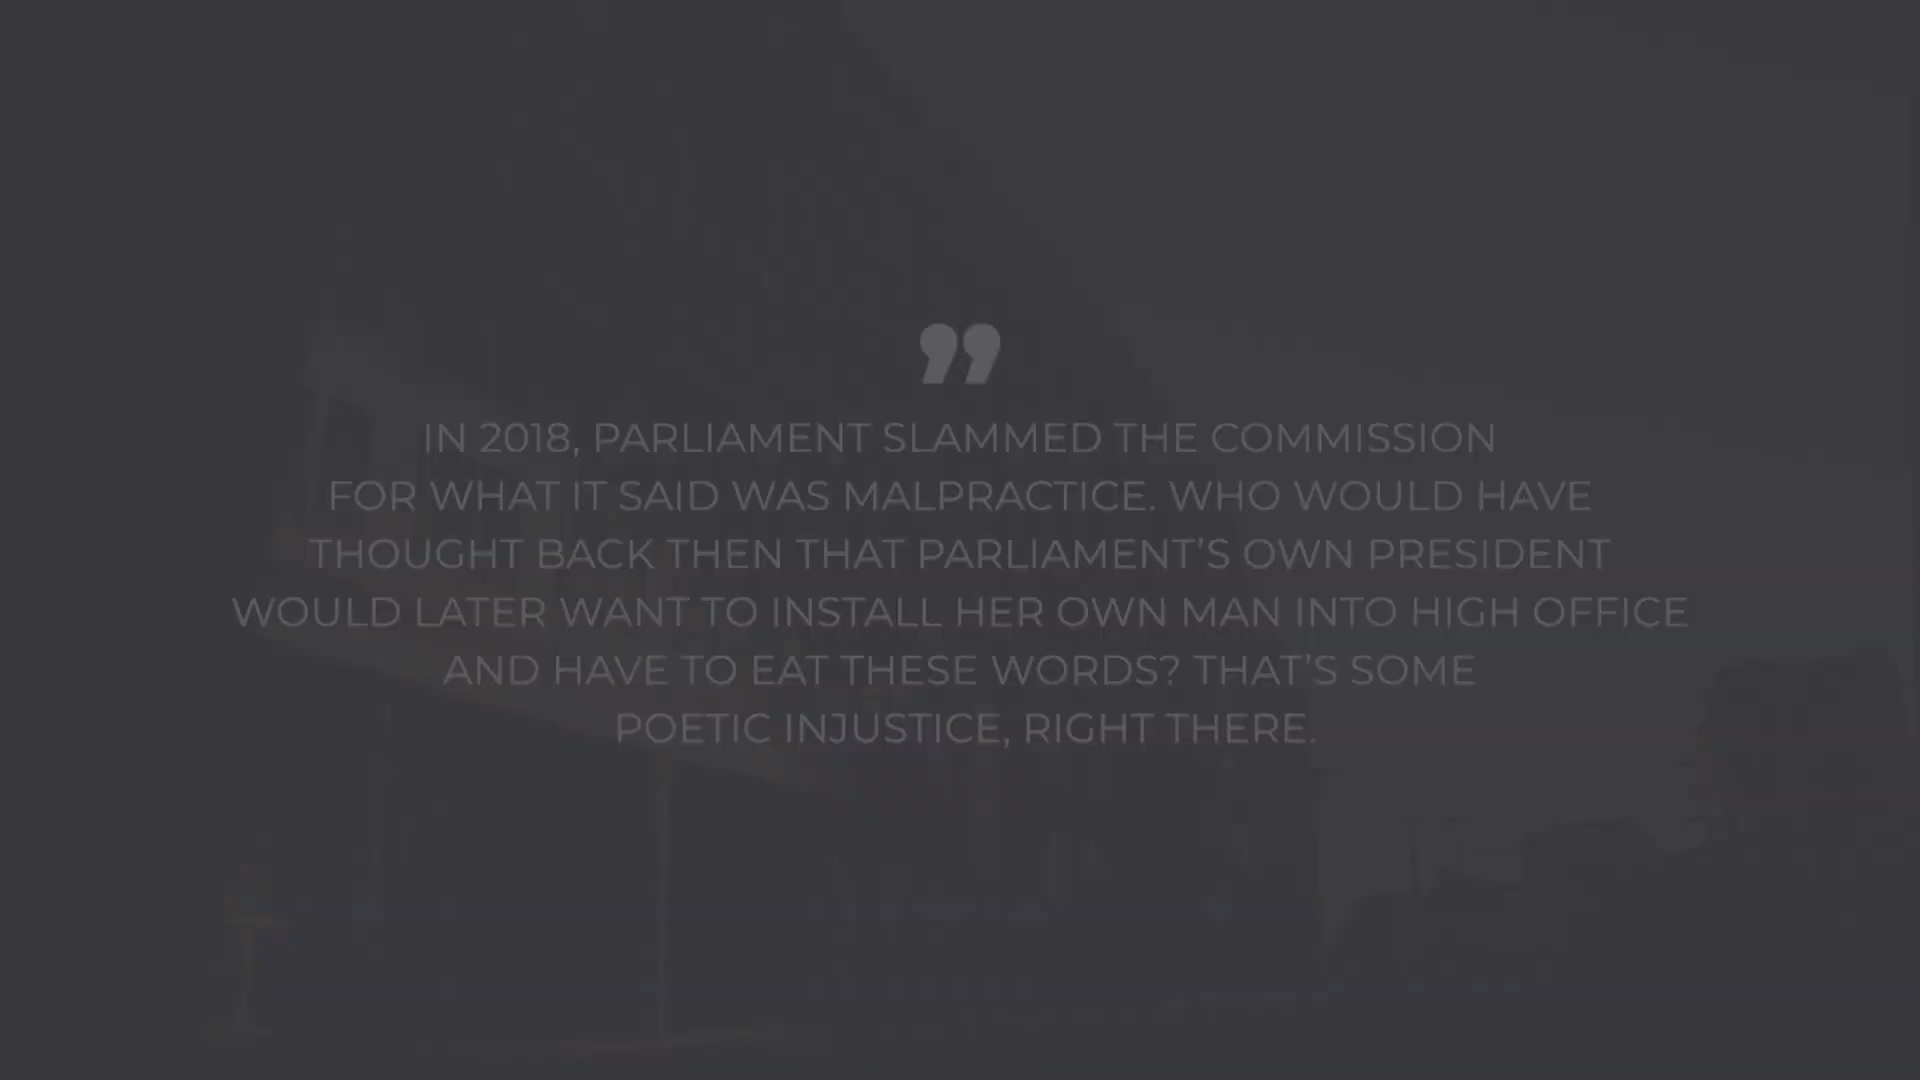 ”
IN 2018, PARLIAMENT SLAMMED THE COMMISSION
FOR WHAT IT SAID WAS MALPRACTICE. WHO WOULD HAVE
THOUGHT BACK THEN THAT PARLIAMENT’S OWN PRESIDENT
WOULD LATER WANT TO INSTALL HER OWN MAN INTO HIGH OFFICE
AND HAVE TO EAT THESE WORDS? THAT’S SOME
POETIC INJUSTICE, RIGHT THERE.